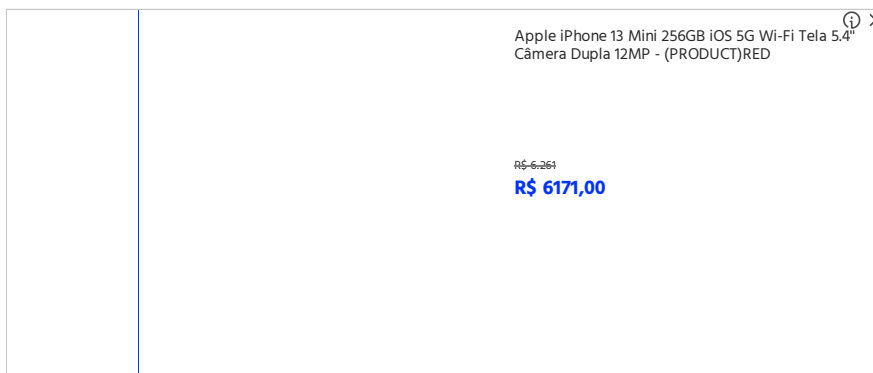 Apple iPhone 13 Mini 256GB iOS 5G Wi-Fi Tela 5.4"
Câmera Dupla 12MP - (PRODUCT)RED
R$ 6.261
R$ 6171,00